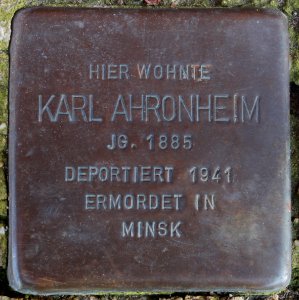 HIER WOHNTE
KARL AHRONHEIM
JG. 1885
DEPORTIERT 1941
ERMORDET IN
MINSK